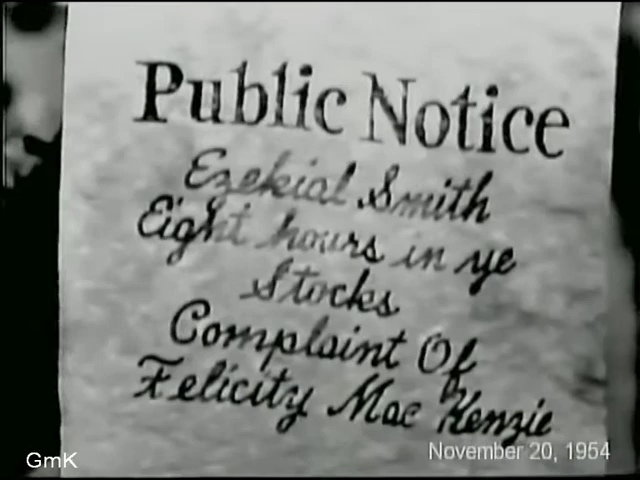 Public Notice
Ezekial Smith
Eight hours in ye
Stocks
Complaint Of
Felicity Mac Kenzie
November 20, 1954
GmK